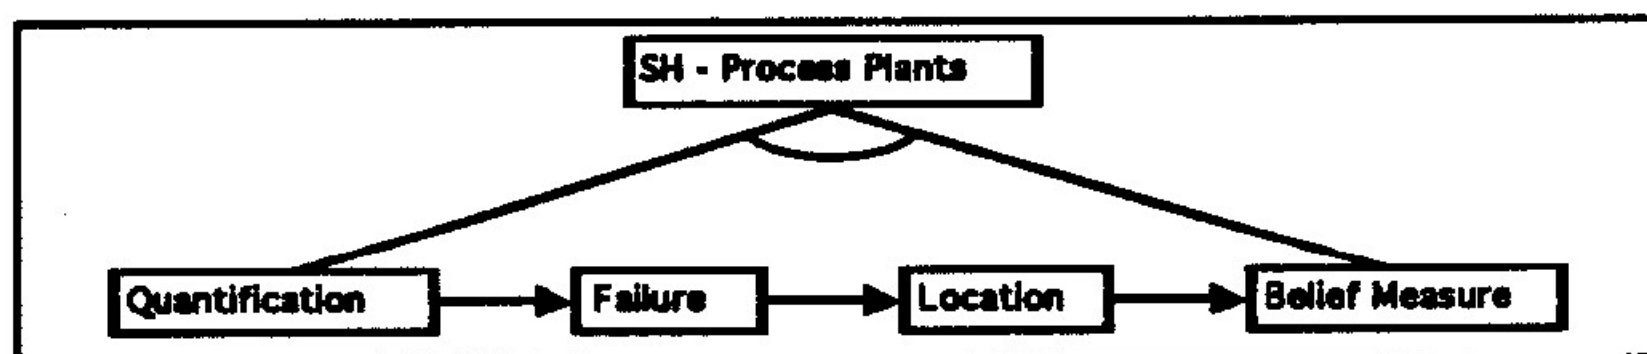 SH - Process Plants
Quantification
Failure
Location
Belief Measure